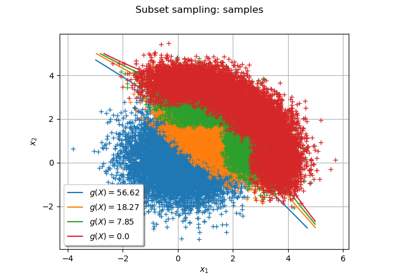 Subset sampling: samples
x₂
4
2
0
−2
g(X) = 56.62
g(X) = 18.27
g(X) = 7.85
g(X) = 0.0
−4
−2
0
2
4
6
x₁